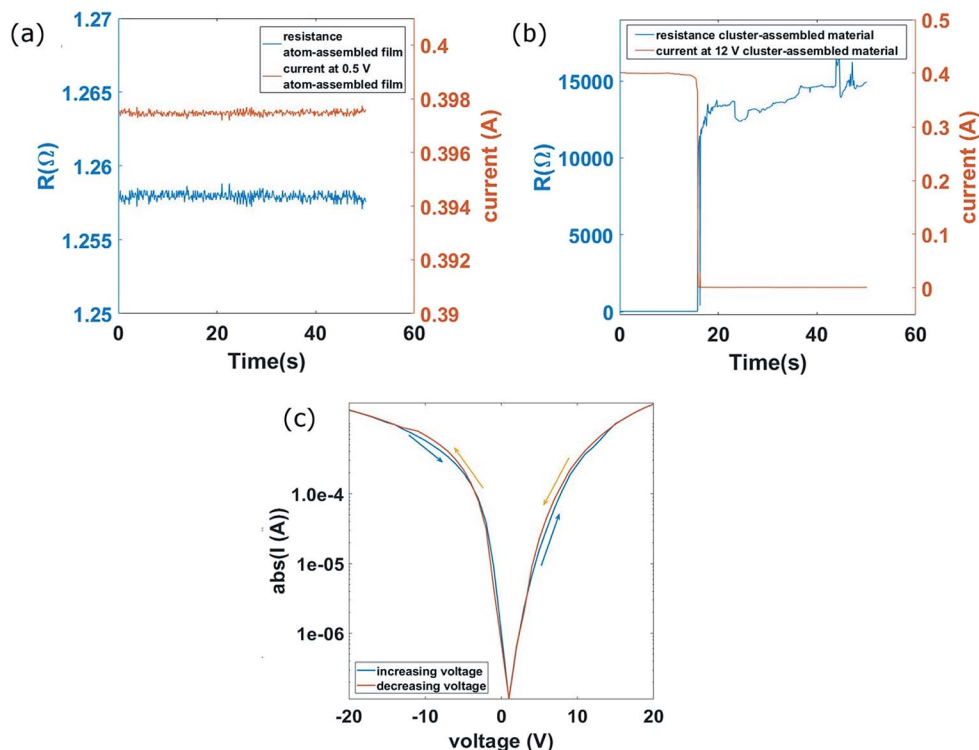 (a)
1.27
1.265
1.26
1.255
1.25
R(Ω)
resistance
atom-assembled film
current at 0.5 V
atom-assembled film
0.4
0.398
0.396
0.394
0.392
0.39
current (A)
0
20
40
60
Time(s)
(b)
15000
10000
5000
0
R(Ω)
resistance cluster-assembled material
current at 12 V cluster-assembled material
0.5
0.4
0.3
0.2
0.1
0
current (A)
0
20
40
60
Time(s)
(c)
1.0e-4
1e-05
1e-06
abs(I (A))
increasing voltage
decreasing voltage
-20
-10
0
10
20
voltage (V)